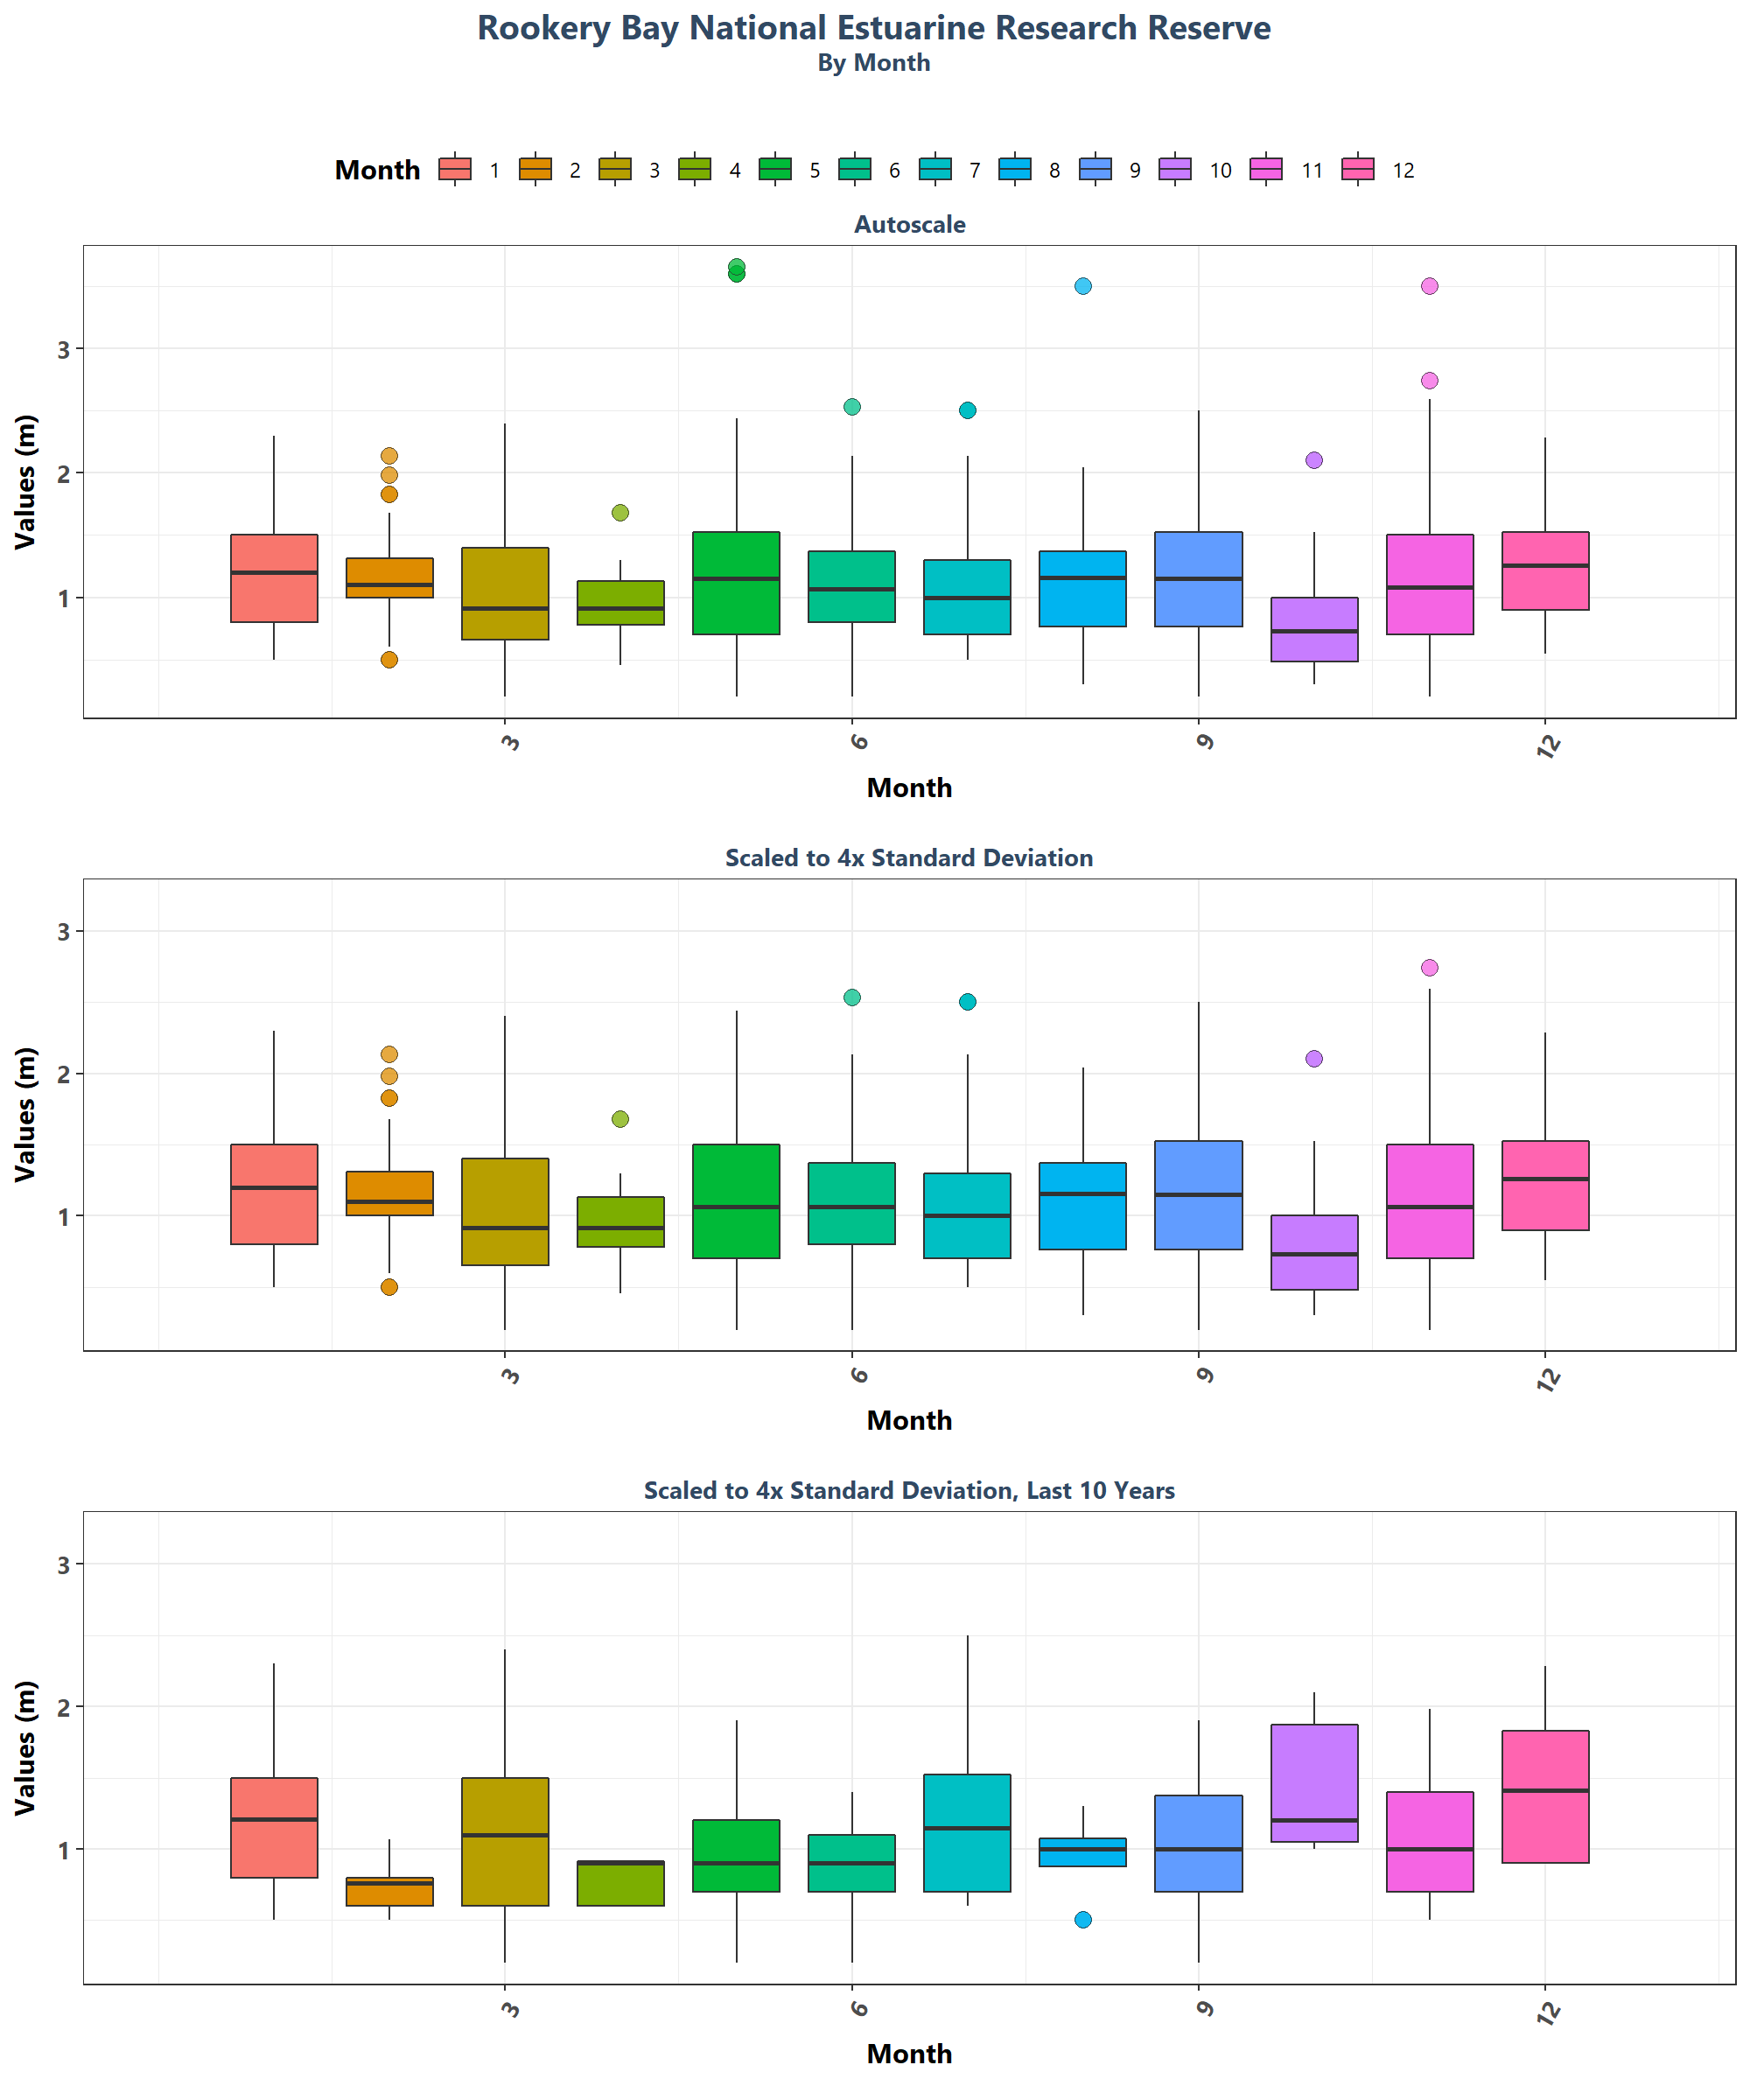 Rookery Bay National Estuarine Research Reserve
By Month
Month 1 2 3 4 5 6 7 8 9 10 11 12
Autoscale
Values (m)
3
2
1
3 6 9 12
Month
Scaled to 4x Standard Deviation
Values (m)
3
2
1
3 6 9 12
Month
Scaled to 4x Standard Deviation, Last 10 Years
Values (m)
3
2
1
3 6 9 12
Month